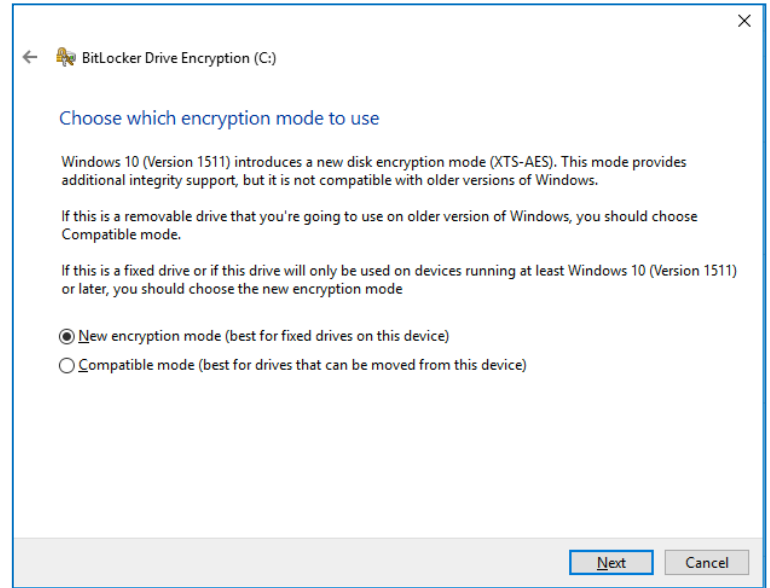 BitLocker Drive Encryption (C:)
Choose which encryption mode to use
Windows 10 (Version 1511) introduces a new disk encryption mode (XTS-AES). This mode provides
additional integrity support, but it is not compatible with older versions of Windows.
If this is a removable drive that you're going to use on older version of Windows, you should choose
Compatible mode.
If this is a fixed drive or if this drive will only be used on devices running at least Windows 10 (Version 1511)
or later, you should choose the new encryption mode
New encryption mode (best for fixed drives on this device)
Compatible mode (best for drives that can be moved from this device)
Next Cancel